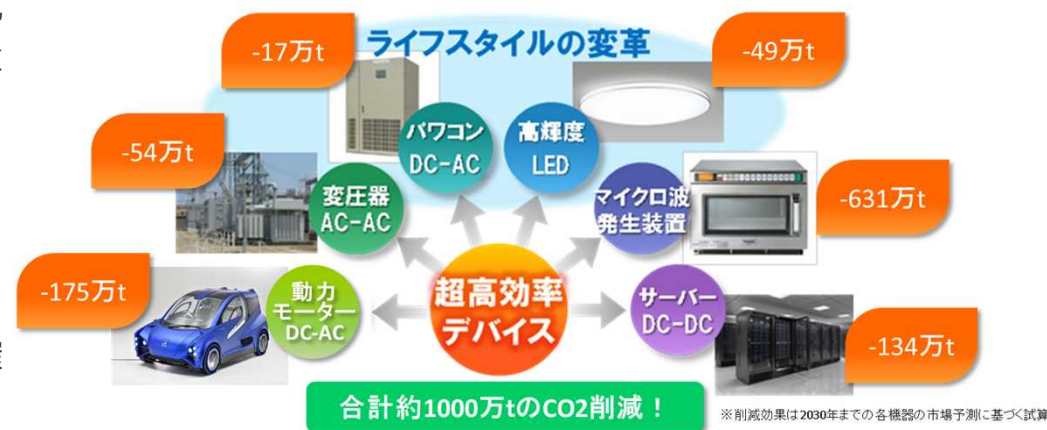 ライフスタイルの変革
-17万t
-49万t
パワコン
DC-AC
高輝度
LED
-54万t
変圧器
AC-AC
マイクロ波
発生装置
-631万t
-175万t
動力
モーター
DC-AC
超高効率
デバイス
サーバー
DC-DC
-134万t
合計約1000万tのCO2削減！
※削減効果は2030年までの各機器の市場予測に基づく試算